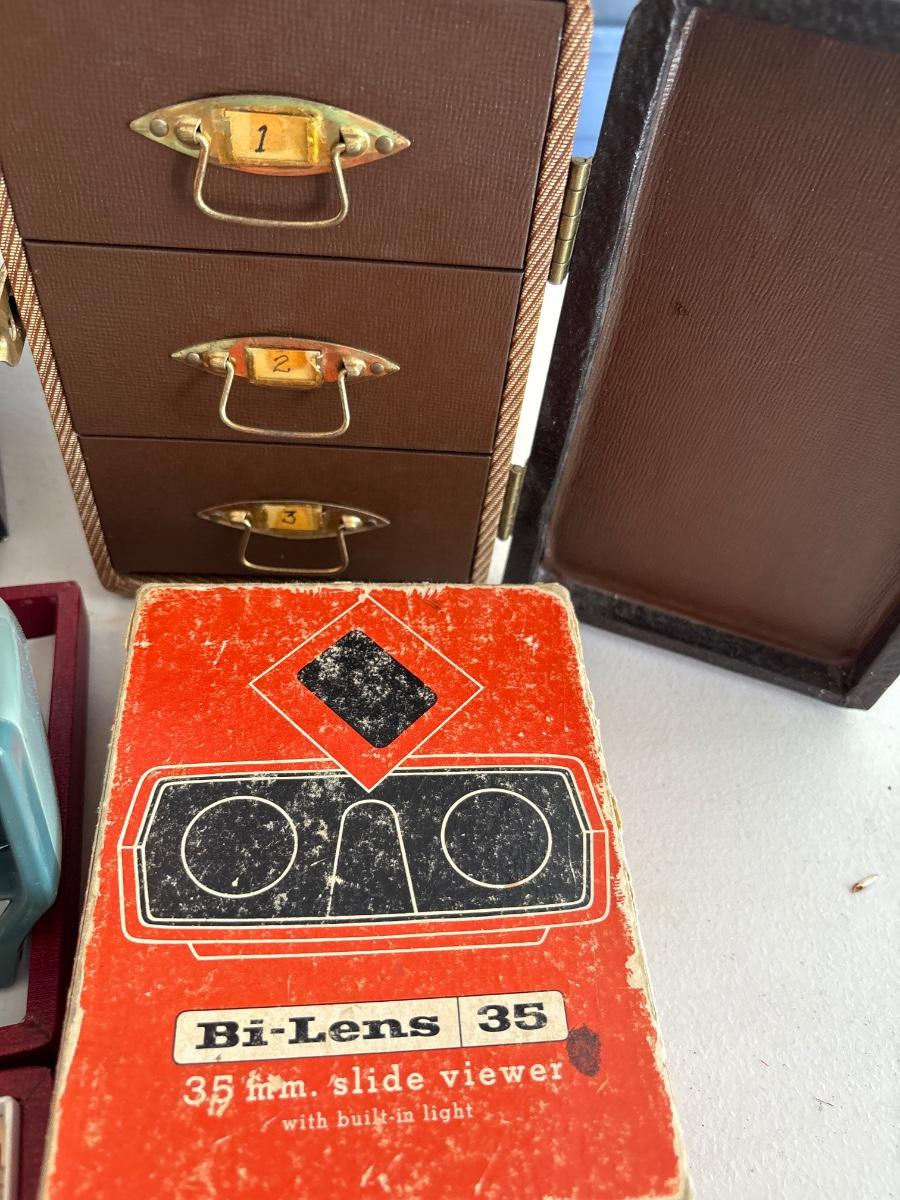 1
2
3
Bi-Lens 35
35 mm. slide viewer
with built-in light